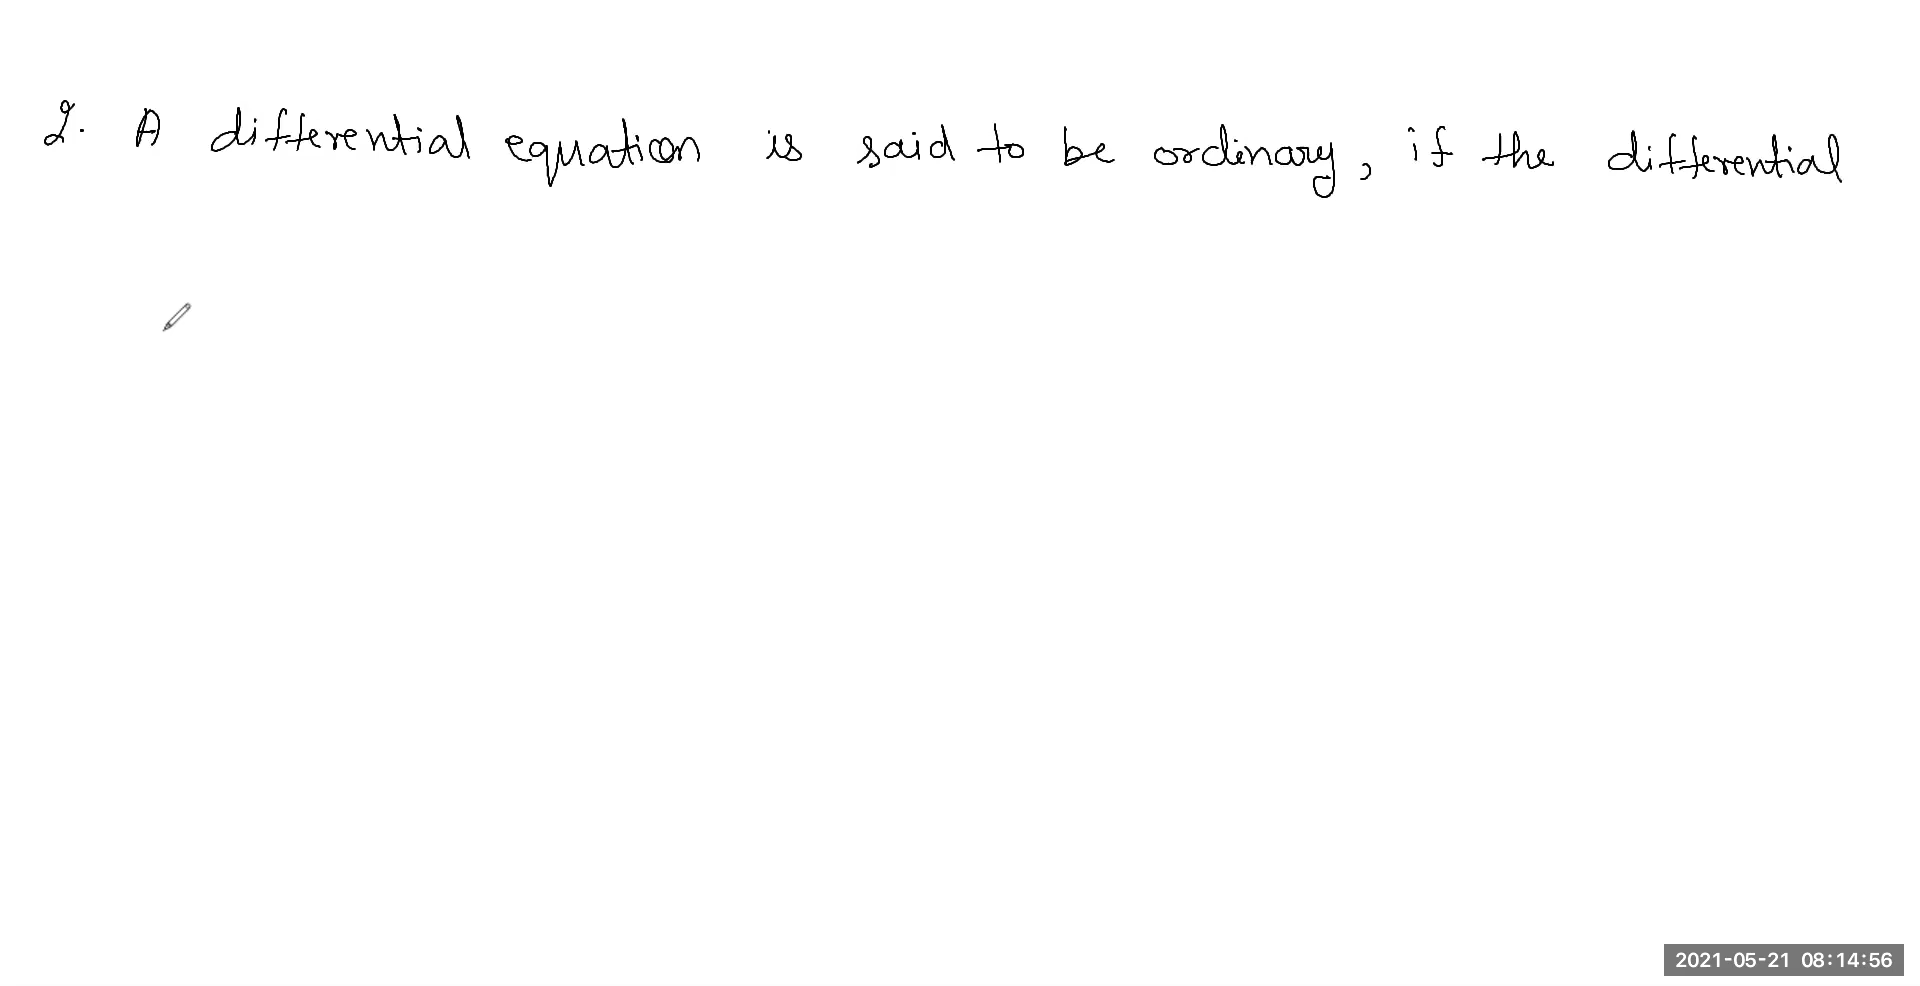 2. A differential equation is said to be ordinary, if the differential
2021-05-21 08:14:56